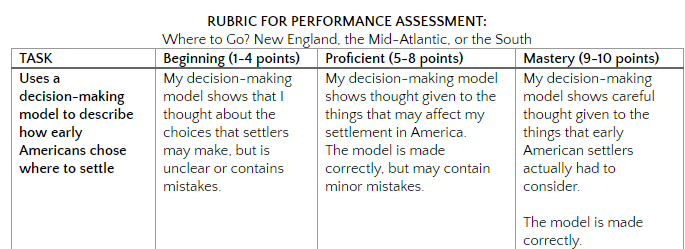 RUBRIC FOR PERFORMANCE ASSESSMENT:
Where to Go? New England, the Mid-Atlantic, or the South
TASK
Beginning (1-4 points)
Proficient (5-8 points)
Mastery (9-10 points)
Uses a
decision-making
model to describe
how early
Americans chose
where to settle
My decision-making
model shows that I
thought about the
choices that settlers
may make, but is
unclear or contains
mistakes.
My decision-making model
shows thought given to the
things that may affect my
settlement in America.
The model is made
correctly, but may contain
minor mistakes.
My decision-making
model shows careful
thought given to the
things that early
American settlers
actually had to
consider.
The model is made
correctly.